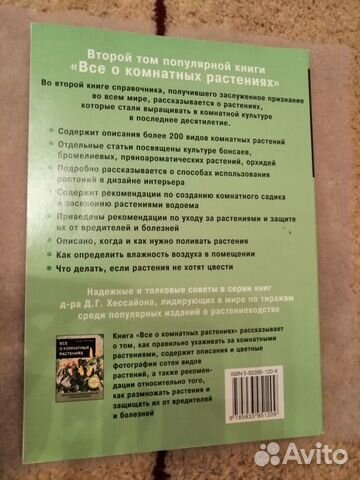 Второй том популярной книги
«Все о комнатных растениях»
Во второй книге справочника, получившего заслуженное признание
во всем мире, рассказывается о растениях,
которые стали выращивать в комнатной культуре
в последнее десятилетие.
• Содержит описания более 200 видов комнатных растений
• Отдельные статьи посвящены культуре бонсаев,
бромелиевых, пряноароматических растений, орхидей
• Подробно рассказывается о способах использования
растений в дизайне интерьера
• Содержит рекомендации по созданию комнатного садика
и заселению растениями водоема
• Приведены рекомендации по уходу за растениями и защите
их от вредителей и болезней
• Описано, когда и как нужно поливать растения
• Как определить влажность воздуха в помещении
• Что делать, если растения не хотят цвести
Надежные и толковые советы в серии книг
д-ра Д.Г. Хессайона, лидирующих в мире по тиражам
среди популярных изданий о растениеводстве
ВСЕ
О КОМНАТНЫХ
РАСТЕНИЯХ
Книга «Все о комнатных растениях» рассказывает
о том, как правильно ухаживать за комнатными
растениями, содержит описания и цветные
фотографии сотен видов
растений, а также рекомен-
дации относительно того,
как размножать растения и
защищать их от вредителей
и болезней
ISBN 5-93395-120-X
9 785933 951209
Avito